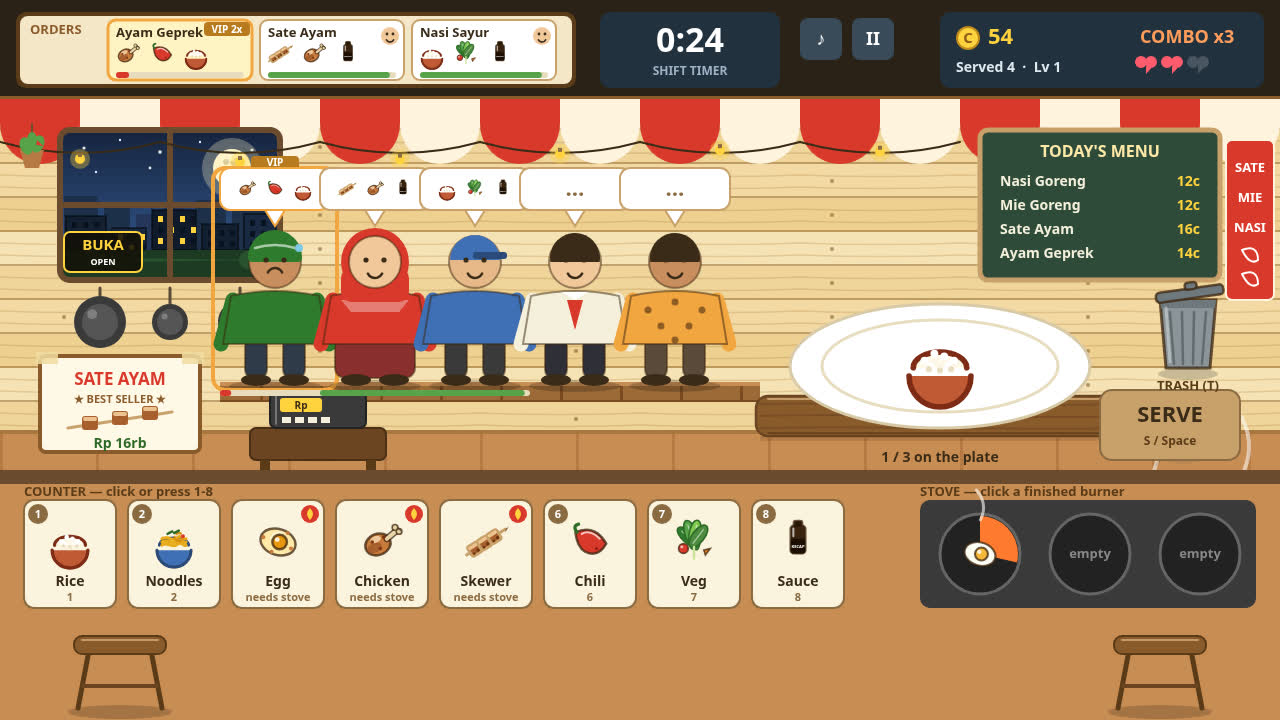 ORDERS
Ayam Geprek
VIP 2x
Sate Ayam
Nasi Sayur
0:24
SHIFT TIMER
♪
II
C 54
COMBO x3
Served 4 · Lv 1
VIP
...
...
BUKA
OPEN
TODAY'S MENU
Nasi Goreng 12c
Mie Goreng 12c
Sate Ayam 16c
Ayam Geprek 14c
SATE
MIE
NASI
SATE AYAM
★ BEST SELLER ★
Rp 16rb
Rp
TRASH (T)
SERVE
S / Space
1 / 3 on the plate
COUNTER — click or press 1-8
STOVE — click a finished burner
1
Rice
1
2
Noodles
2
Egg
needs stove
Chicken
needs stove
Skewer
needs stove
6
Chili
6
7
Veg
7
8
KECAP
Sauce
8
empty
empty